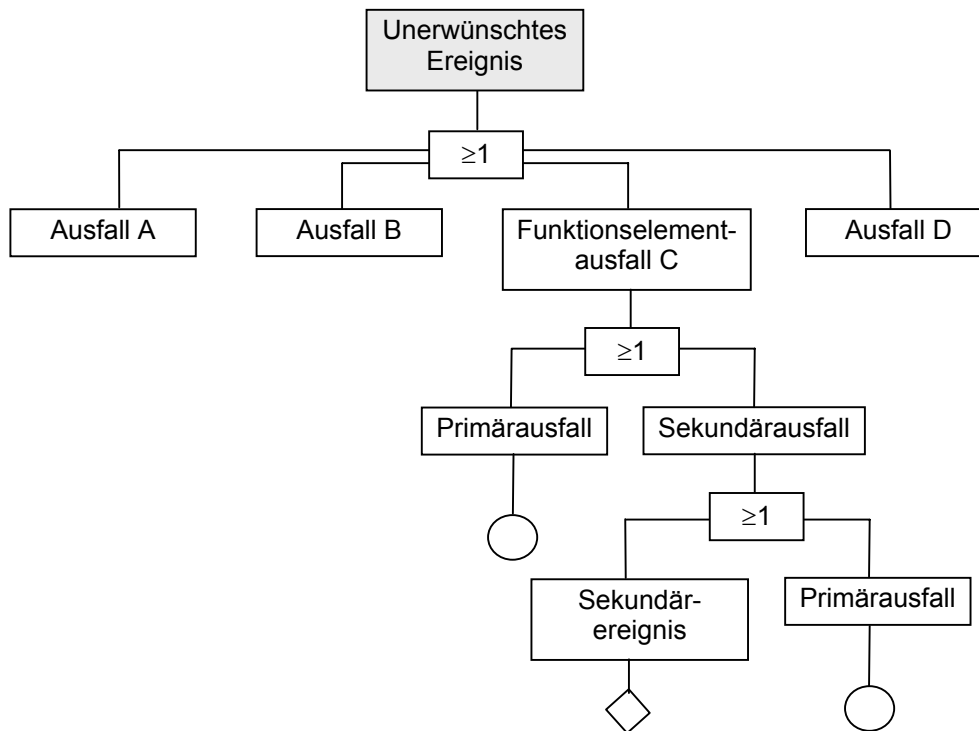 Unerwünschtes
Ereignis
≥1
Ausfall A
Ausfall B
Funktionselement-
ausfall C
Ausfall D
≥1
Primärausfall
Sekundärausfall
≥1
Sekundär-
ereignis
Primärausfall